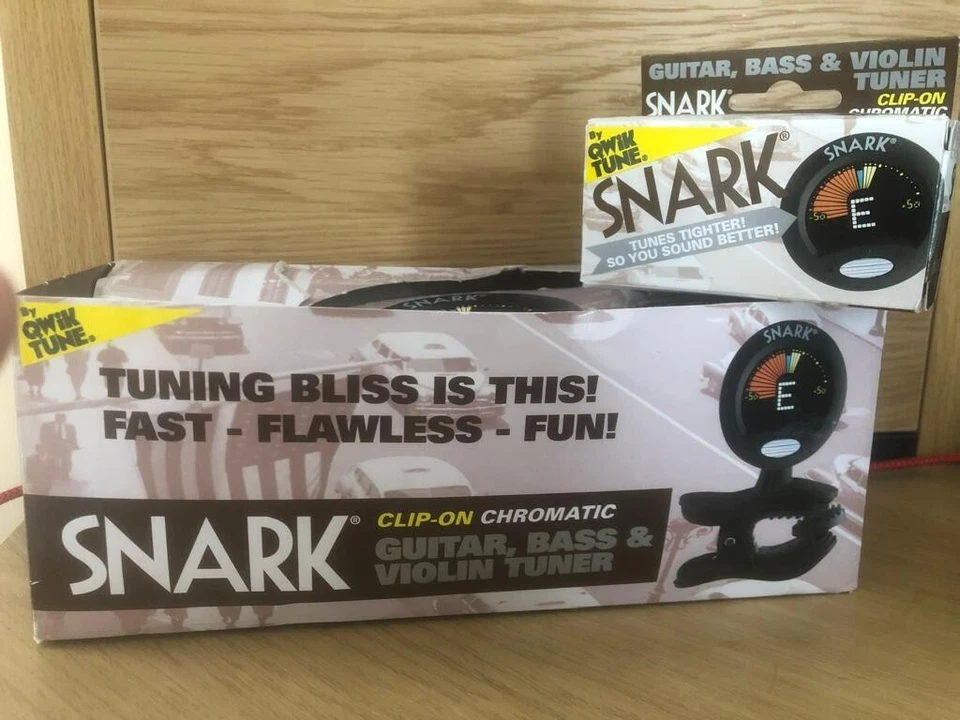 GUITAR, BASS & VIOLIN
TUNER
SNARK®
CLIP-ON
CHROMATIC
By
QWiK
TUNE®
SNARK®
TUNES TIGHTER!
SO YOU SOUND BETTER!
SNARK®
-50
+50
E
SNARK
By
QWiK
TUNE®
TUNING BLISS IS THIS!
FAST - FLAWLESS - FUN!
SNARK®
-50
+50
E
SNARK®
CLIP-ON CHROMATIC
GUITAR, BASS &
VIOLIN TUNER